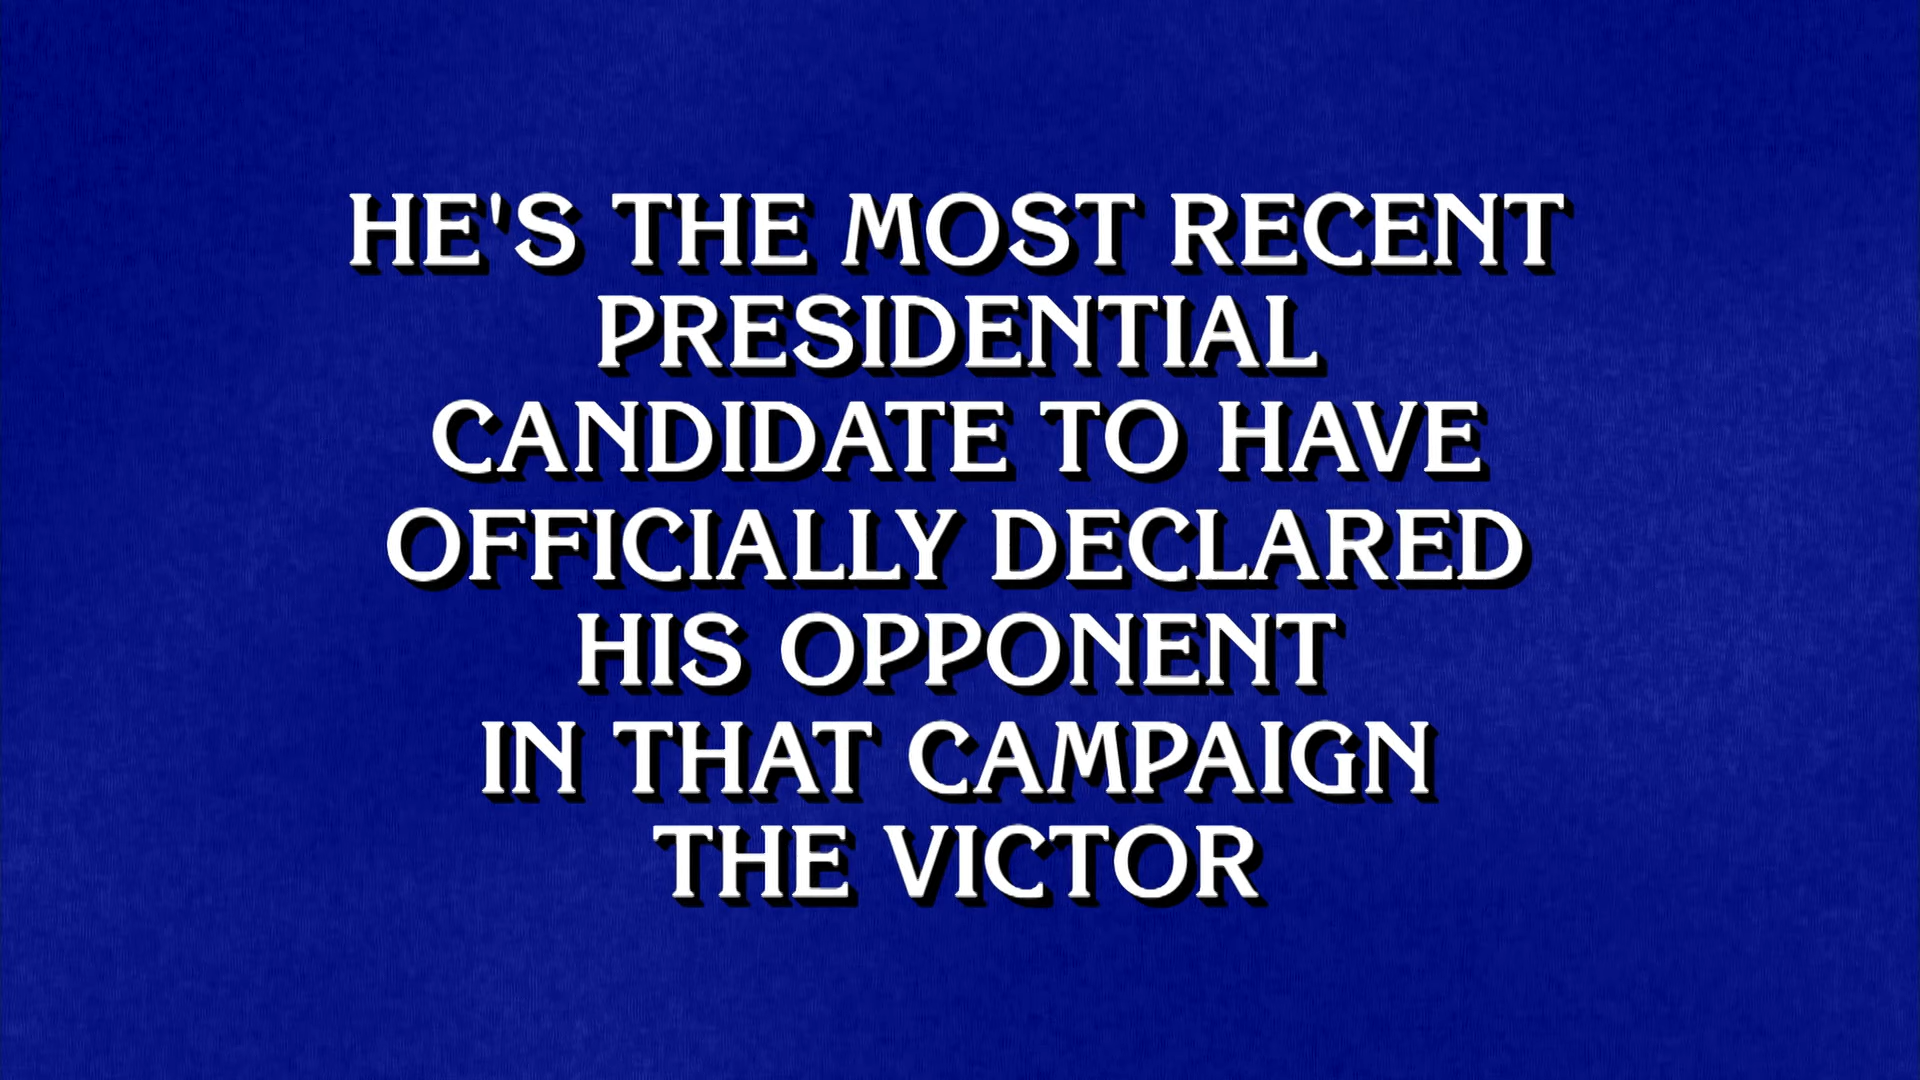 HE'S THE MOST RECENT
PRESIDENTIAL
CANDIDATE TO HAVE
OFFICIALLY DECLARED
HIS OPPONENT
IN THAT CAMPAIGN
THE VICTOR